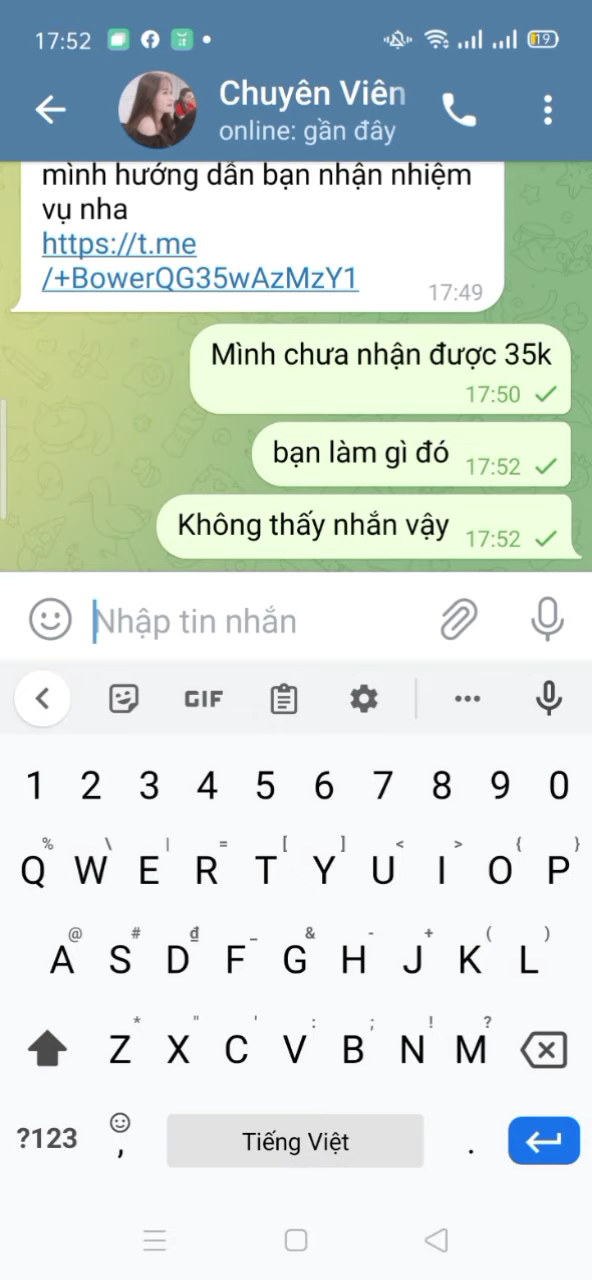 17:52
19
Chuyên Viên
online: gần đây
mình hướng dẫn bạn nhận nhiệm
vụ nha
https://t.me
/+BowerQG35wAzMzY1
17:49
Mình chưa nhận được 35k
17:50
bạn làm gì đó
17:52
Không thấy nhắn vậy
17:52
Nhập tin nhắn
GIF
1 2 3 4 5 6 7 8 9 0
% \ | = [ ] < > { }
Q W E R T Y U I O P
@ # đ _ & - + ( )
A S D F G H J K L
* " ' : ; ! ?
Z X C V B N M
?123 , Tiếng Việt .